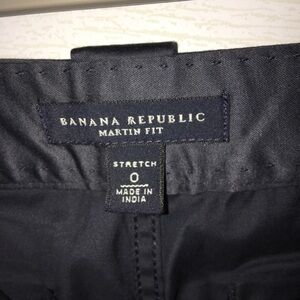 BANANA REPUBLIC
MARTIN FIT
STRETCH
0
MADE IN
INDIA